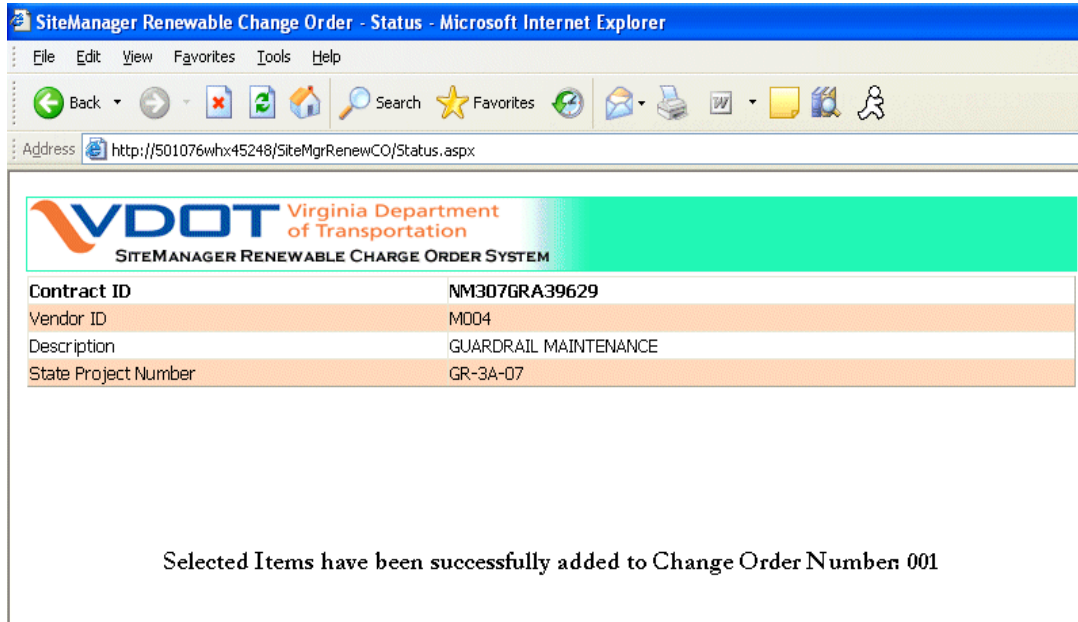 SiteManager Renewable Change Order - Status - Microsoft Internet Explorer
File Edit View Favorites Tools Help
Back Search Favorites
Address http://501076whx45248/SiteMgrRenewCO/Status.aspx
VDOT Virginia Department
of Transportation
SITEMANAGER RENEWABLE CHARGE ORDER SYSTEM
Contract ID NM307GRA39629
Vendor ID M004
Description GUARDRAIL MAINTENANCE
State Project Number GR-3A-07
Selected Items have been successfully added to Change Order Number: 001